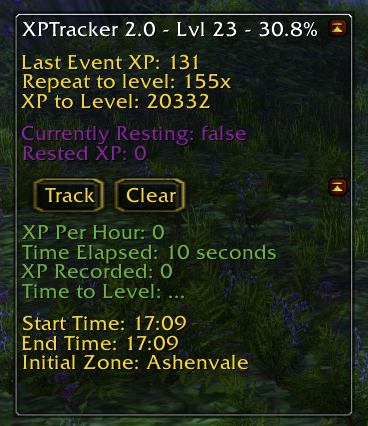 XPTracker 2.0 - Lvl 23 - 30.8%
Last Event XP: 131
Repeat to level: 155x
XP to Level: 20332
Currently Resting: false
Rested XP: 0
Track Clear
XP Per Hour: 0
Time Elapsed: 10 seconds
XP Recorded: 0
Time to Level: ...
Start Time: 17:09
End Time: 17:09
Initial Zone: Ashenvale